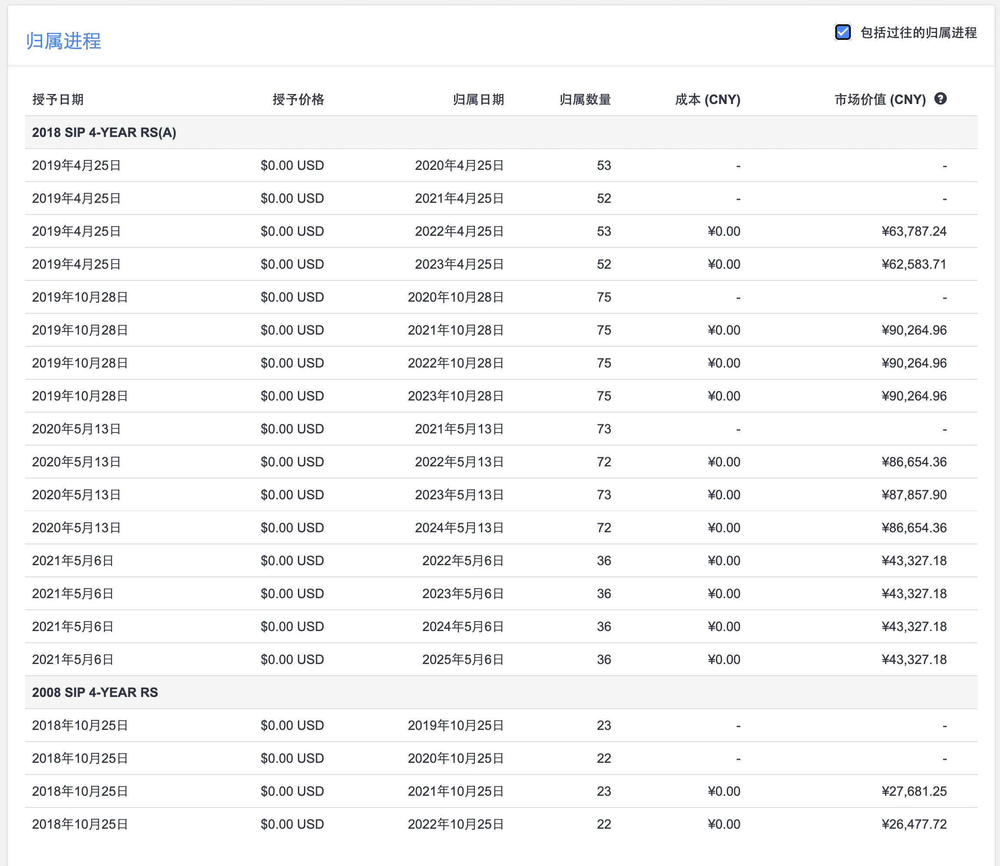 归属进程
包括过往的归属进程
授予日期 授予价格 归属日期 归属数量 成本 (CNY) 市场价值 (CNY) ?
2018 SIP 4-YEAR RS(A)
2019年4月25日 $0.00 USD 2020年4月25日 53 - -
2019年4月25日 $0.00 USD 2021年4月25日 52 - -
2019年4月25日 $0.00 USD 2022年4月25日 53 ¥0.00 ¥63,787.24
2019年4月25日 $0.00 USD 2023年4月25日 52 ¥0.00 ¥62,583.71
2019年10月28日 $0.00 USD 2020年10月28日 75 - -
2019年10月28日 $0.00 USD 2021年10月28日 75 ¥0.00 ¥90,264.96
2019年10月28日 $0.00 USD 2022年10月28日 75 ¥0.00 ¥90,264.96
2019年10月28日 $0.00 USD 2023年10月28日 75 ¥0.00 ¥90,264.96
2020年5月13日 $0.00 USD 2021年5月13日 73 - -
2020年5月13日 $0.00 USD 2022年5月13日 72 ¥0.00 ¥86,654.36
2020年5月13日 $0.00 USD 2023年5月13日 73 ¥0.00 ¥87,857.90
2020年5月13日 $0.00 USD 2024年5月13日 72 ¥0.00 ¥86,654.36
2021年5月6日 $0.00 USD 2022年5月6日 36 ¥0.00 ¥43,327.18
2021年5月6日 $0.00 USD 2023年5月6日 36 ¥0.00 ¥43,327.18
2021年5月6日 $0.00 USD 2024年5月6日 36 ¥0.00 ¥43,327.18
2021年5月6日 $0.00 USD 2025年5月6日 36 ¥0.00 ¥43,327.18
2008 SIP 4-YEAR RS
2018年10月25日 $0.00 USD 2019年10月25日 23 - -
2018年10月25日 $0.00 USD 2020年10月25日 22 - -
2018年10月25日 $0.00 USD 2021年10月25日 23 ¥0.00 ¥27,681.25
2018年10月25日 $0.00 USD 2022年10月25日 22 ¥0.00 ¥26,477.72